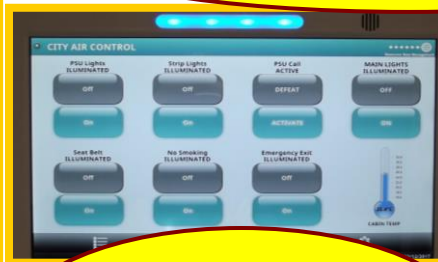 CITY AIR CONTROL
PSU Lights
ILLUMINATED
Off
On
Strip Lights
ILLUMINATED
Off
On
PSU Call
ACTIVE
DEFEAT
ACTIVATE
MAIN LIGHTS
ILLUMINATED
OFF
ON
Seat Belt
ILLUMINATED
Off
On
No Smoking
ILLUMINATED
Off
On
Emergency Exit
ILLUMINATED
Off
On
CABIN TEMP